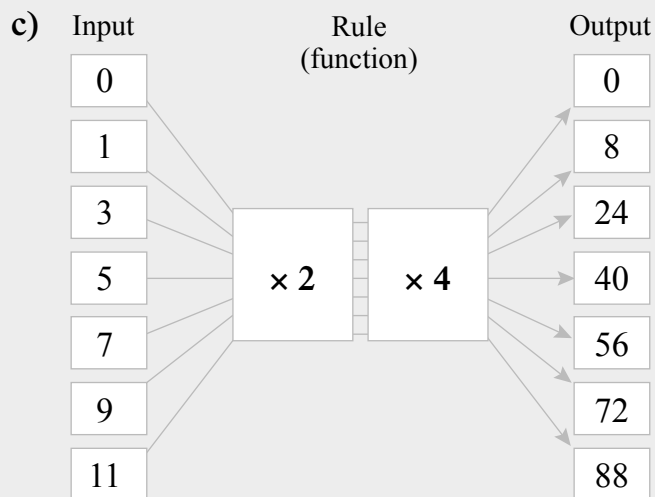 c) Input Rule Output
(function)
0 0
1 8
3 24
5 × 2 × 4 40
7 56
9 72
11 88